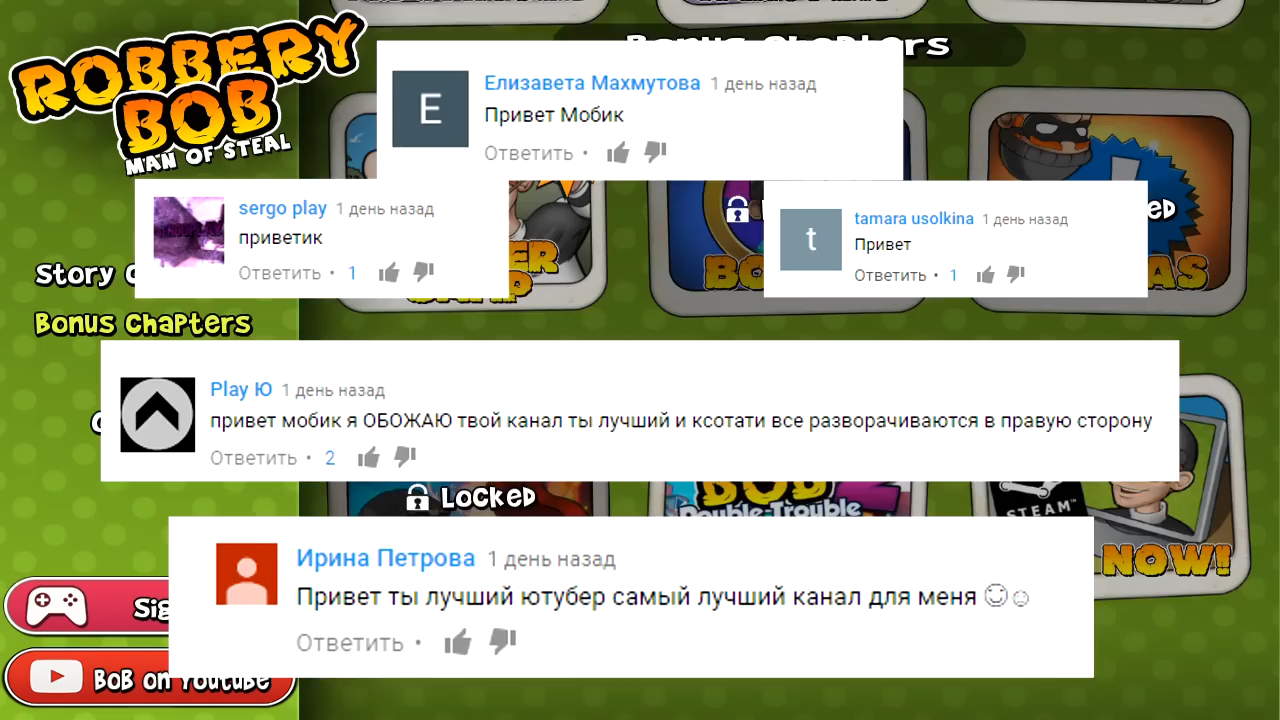 ROBBERY
BOB
MAN OF STEAL
Bonus Chapters
E
Елизавета Махмутова 1 день назад
Привет Мобик
Ответить •
sergo play 1 день назад
приветик
Ответить • 1
t
tamara usolkina 1 день назад
Привет
Ответить • 1
Story
Bonus Chapters
Play Ю 1 день назад
привет мобик я ОБОЖАЮ твой канал ты лучший и ксотати все разворачиваются в правую сторону
Ответить • 2
Locked
BOB 2
Double Trouble
STEAM™
NOW!
Ирина Петрова 1 день назад
Привет ты лучший ютубер самый лучший канал для меня 😊☺
Ответить •
BoB on Youtube